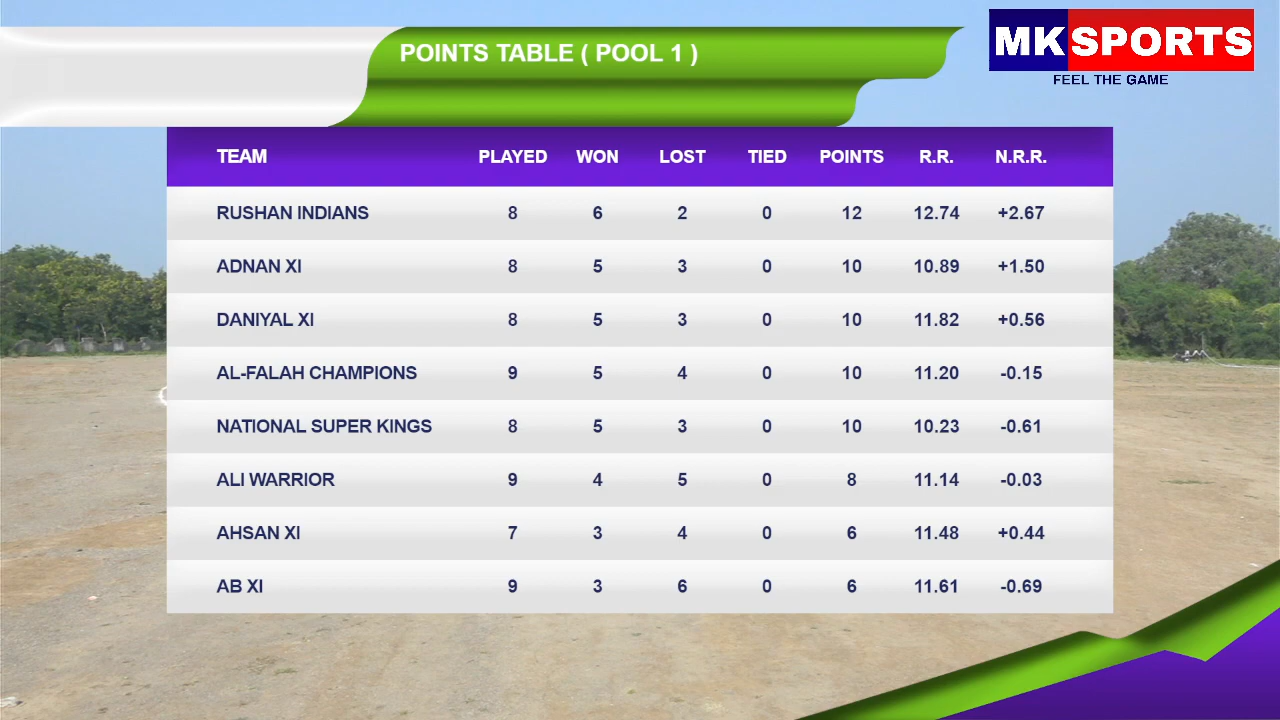 POINTS TABLE ( POOL 1 )
MKSPORTS
FEEL THE GAME
TEAM PLAYED WON LOST TIED POINTS R.R. N.R.R.
RUSHAN INDIANS 8 6 2 0 12 12.74 +2.67
ADNAN XI 8 5 3 0 10 10.89 +1.50
DANIYAL XI 8 5 3 0 10 11.82 +0.56
AL-FALAH CHAMPIONS 9 5 4 0 10 11.20 -0.15
NATIONAL SUPER KINGS 8 5 3 0 10 10.23 -0.61
ALI WARRIOR 9 4 5 0 8 11.14 -0.03
AHSAN XI 7 3 4 0 6 11.48 +0.44
AB XI 9 3 6 0 6 11.61 -0.69